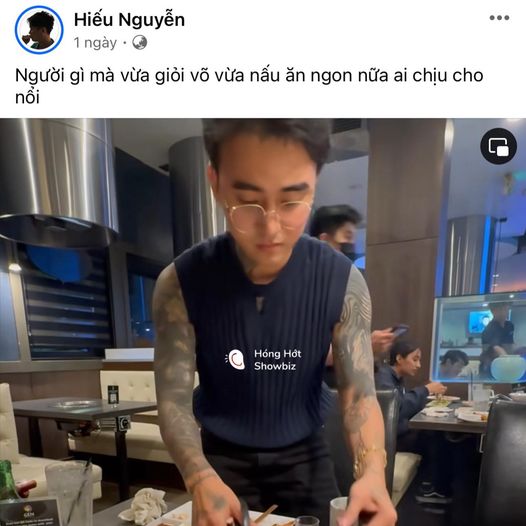 Hiếu Nguyễn
1 ngày ·
Người gì mà vừa giỏi võ vừa nấu ăn ngon nữa ai chịu cho
nổi
Hóng Hớt
Showbiz
GEM